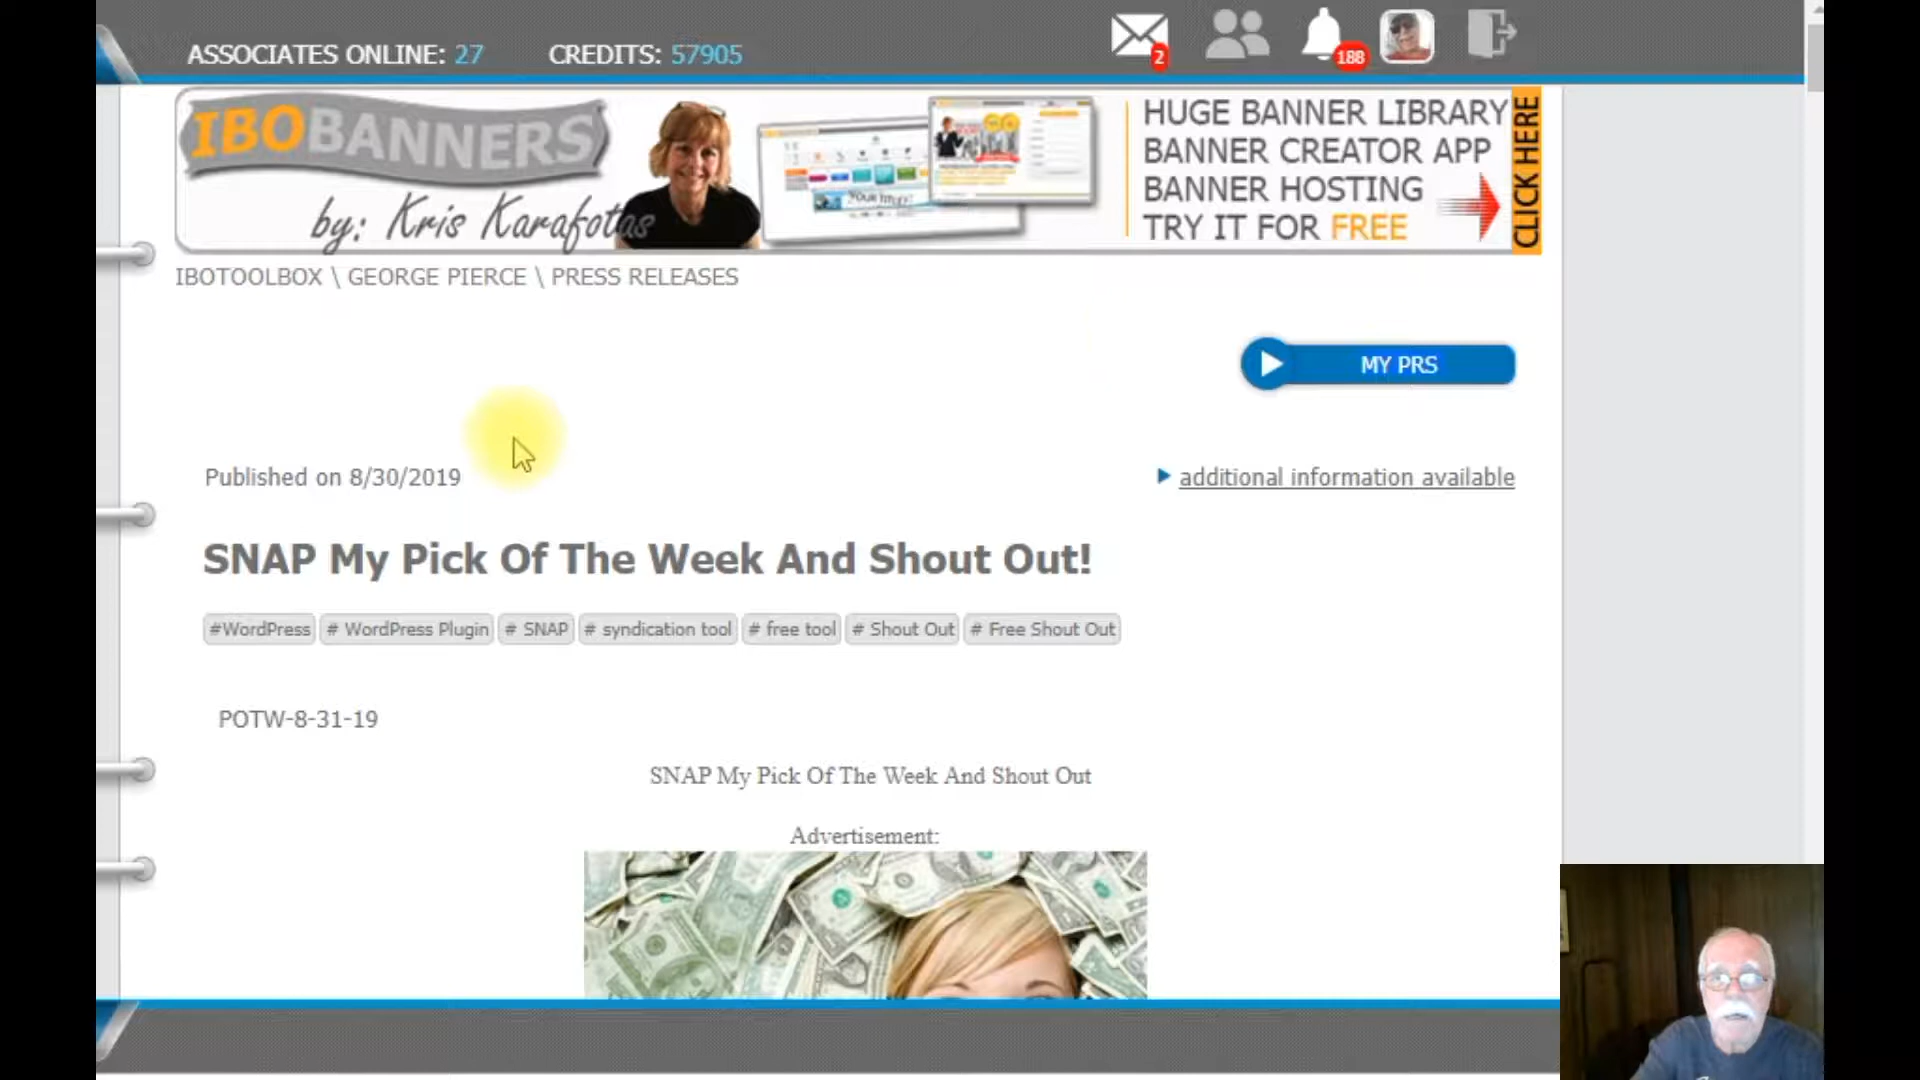 ASSOCIATES ONLINE: 27 CREDITS: 57905
2
188
IBOBANNERS
by: Kris Karafotas
HUGE BANNER LIBRARY
BANNER CREATOR APP
BANNER HOSTING
TRY IT FOR FREE
CLICK HERE
IBOTOOLBOX \ GEORGE PIERCE \ PRESS RELEASES
MY PRS
Published on 8/30/2019
additional information available
SNAP My Pick Of The Week And Shout Out!
#WordPress # WordPress Plugin # SNAP # syndication tool # free tool # Shout Out # Free Shout Out
POTW-8-31-19
SNAP My Pick Of The Week And Shout Out
Advertisement: